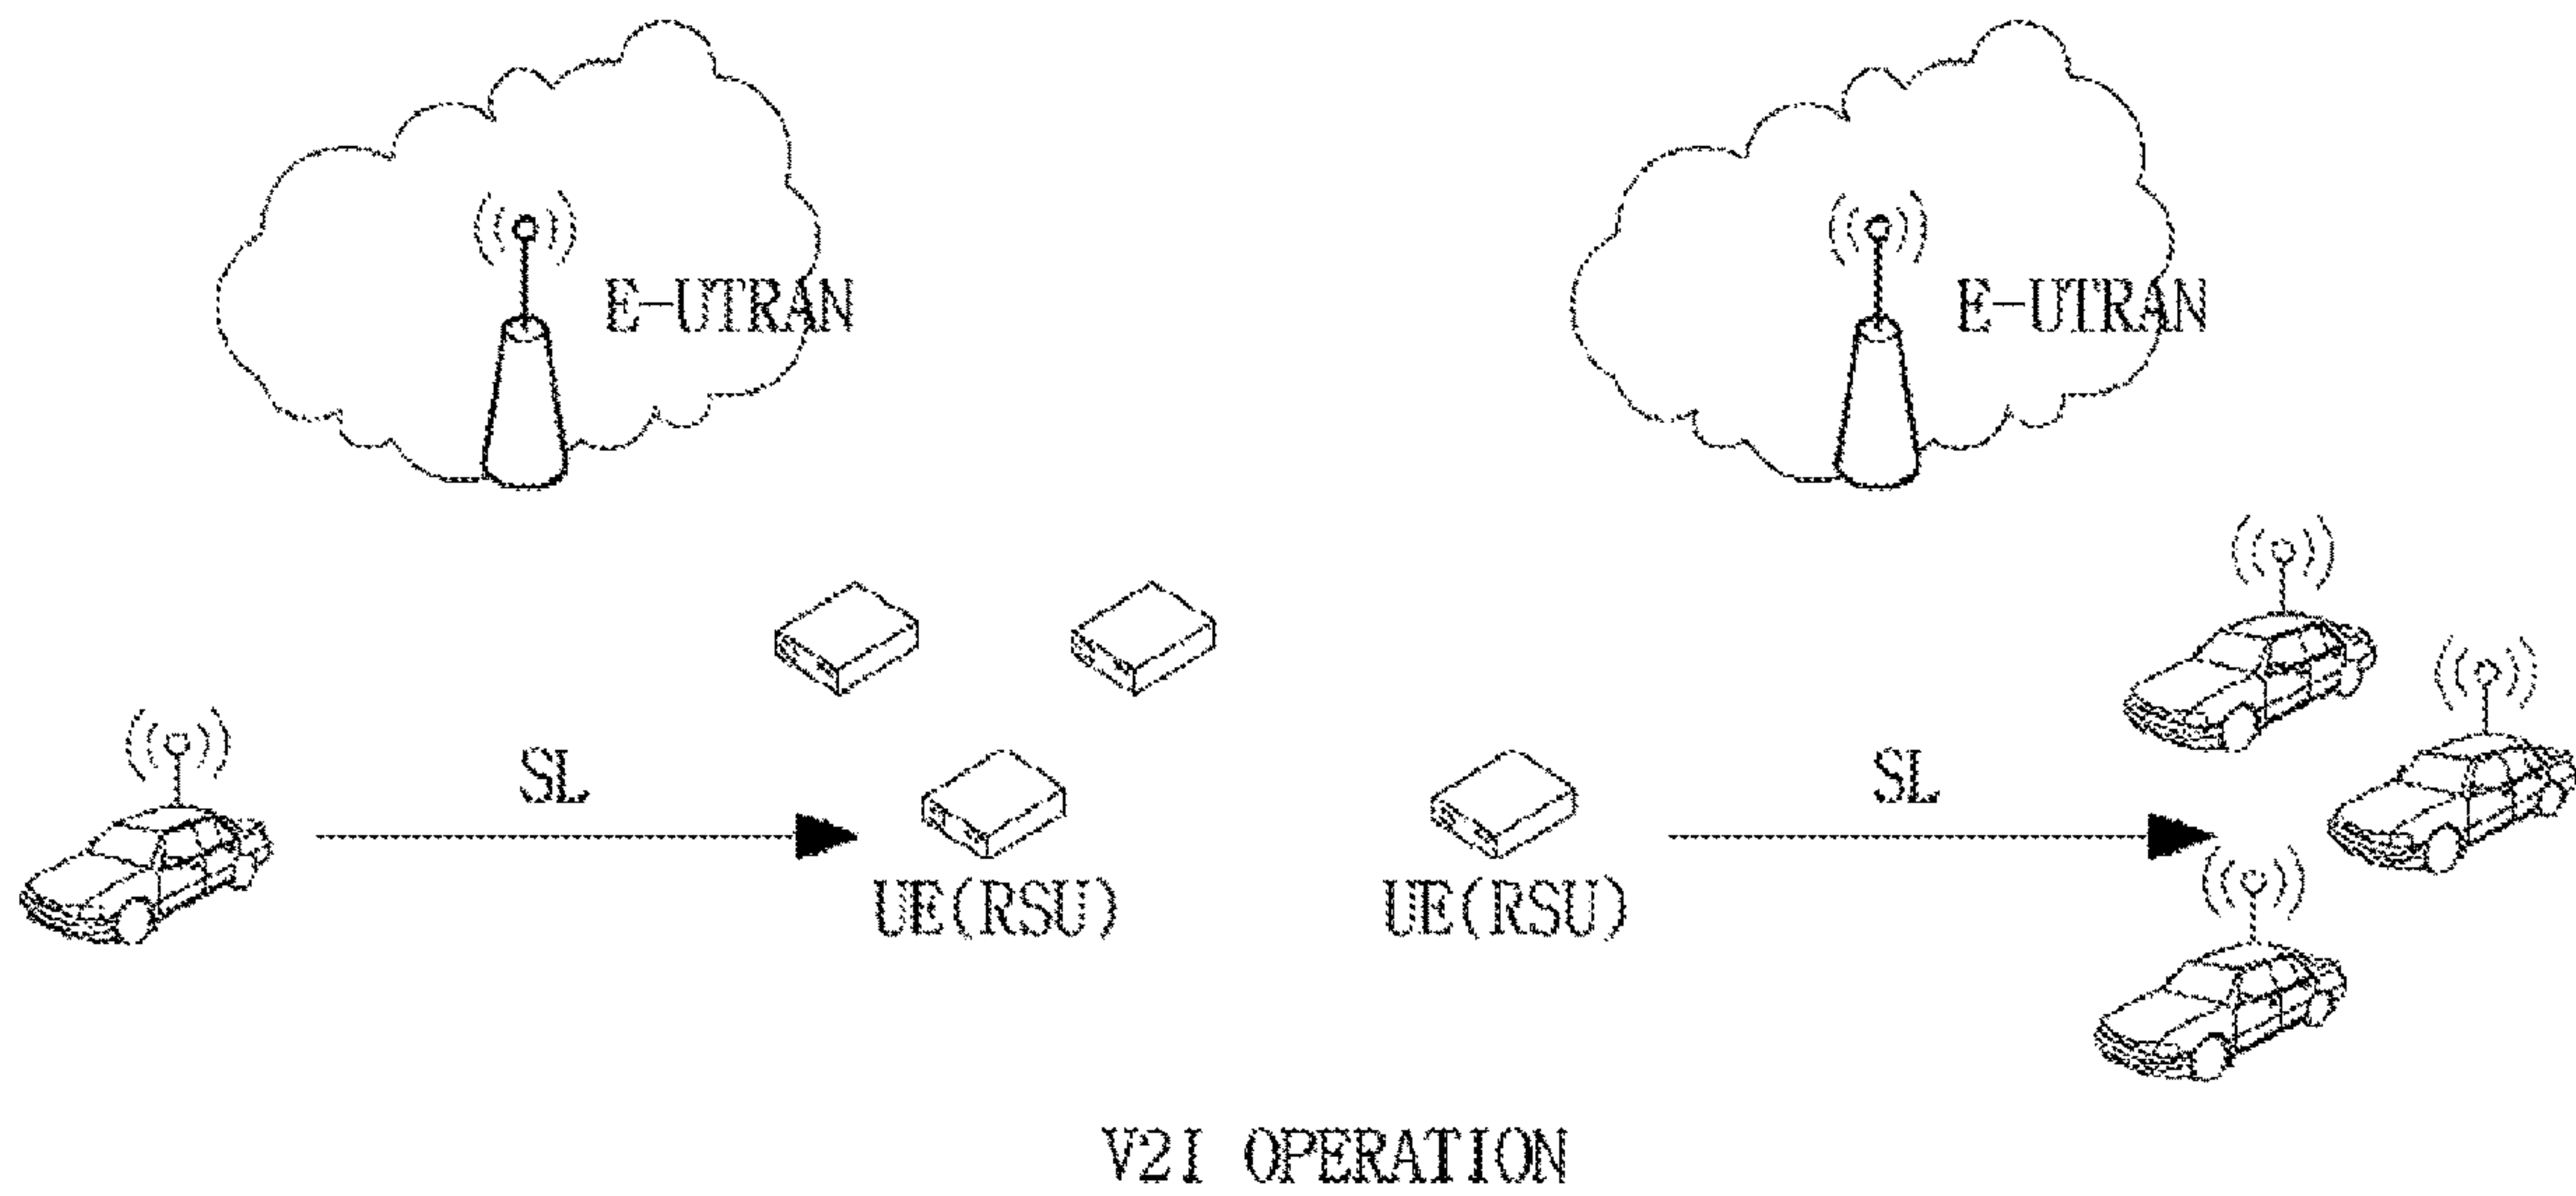 E-UTRAN
E-UTRAN
SL
SL
UE(RSU)
UE(RSU)
V2I OPERATION